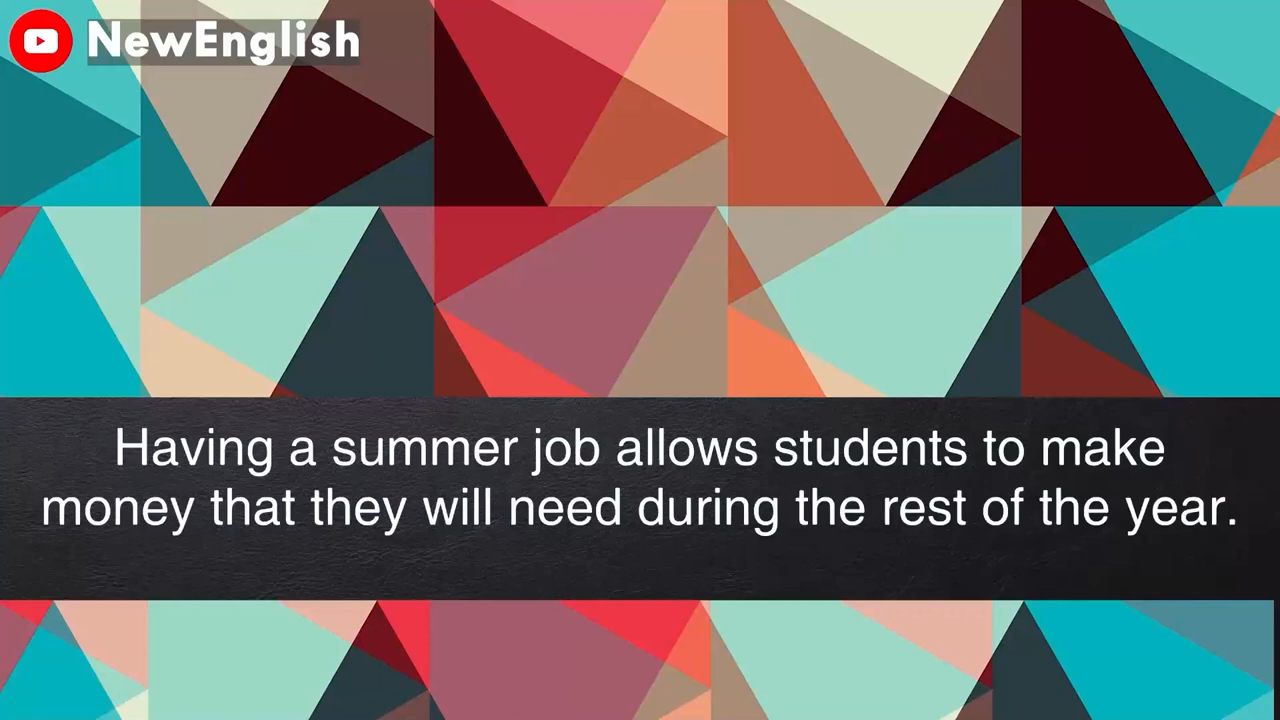 NewEnglish
Having a summer job allows students to make
money that they will need during the rest of the year.